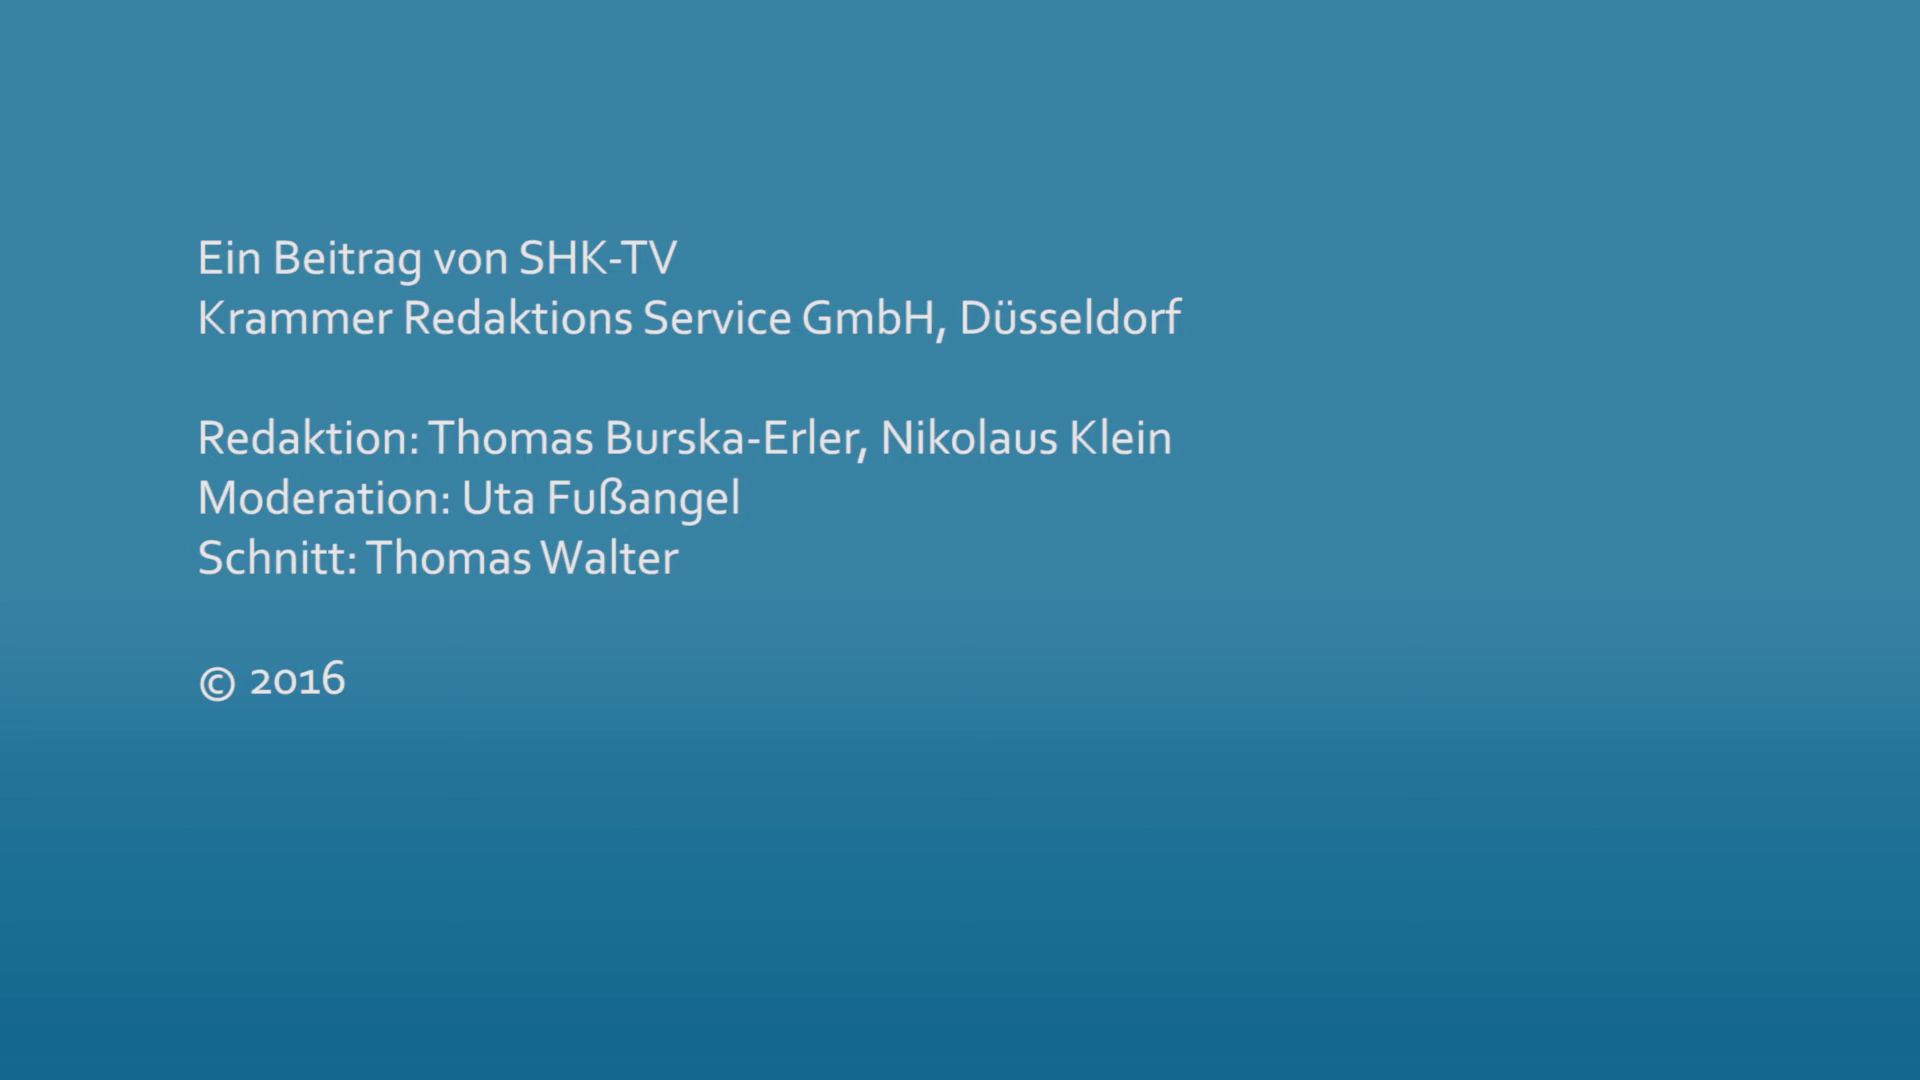 Ein Beitrag von SHK-TV
Krammer Redaktions Service GmbH, Düsseldorf
Redaktion: Thomas Burska-Erler, Nikolaus Klein
Moderation: Uta Fußangel
Schnitt: Thomas Walter
© 2016